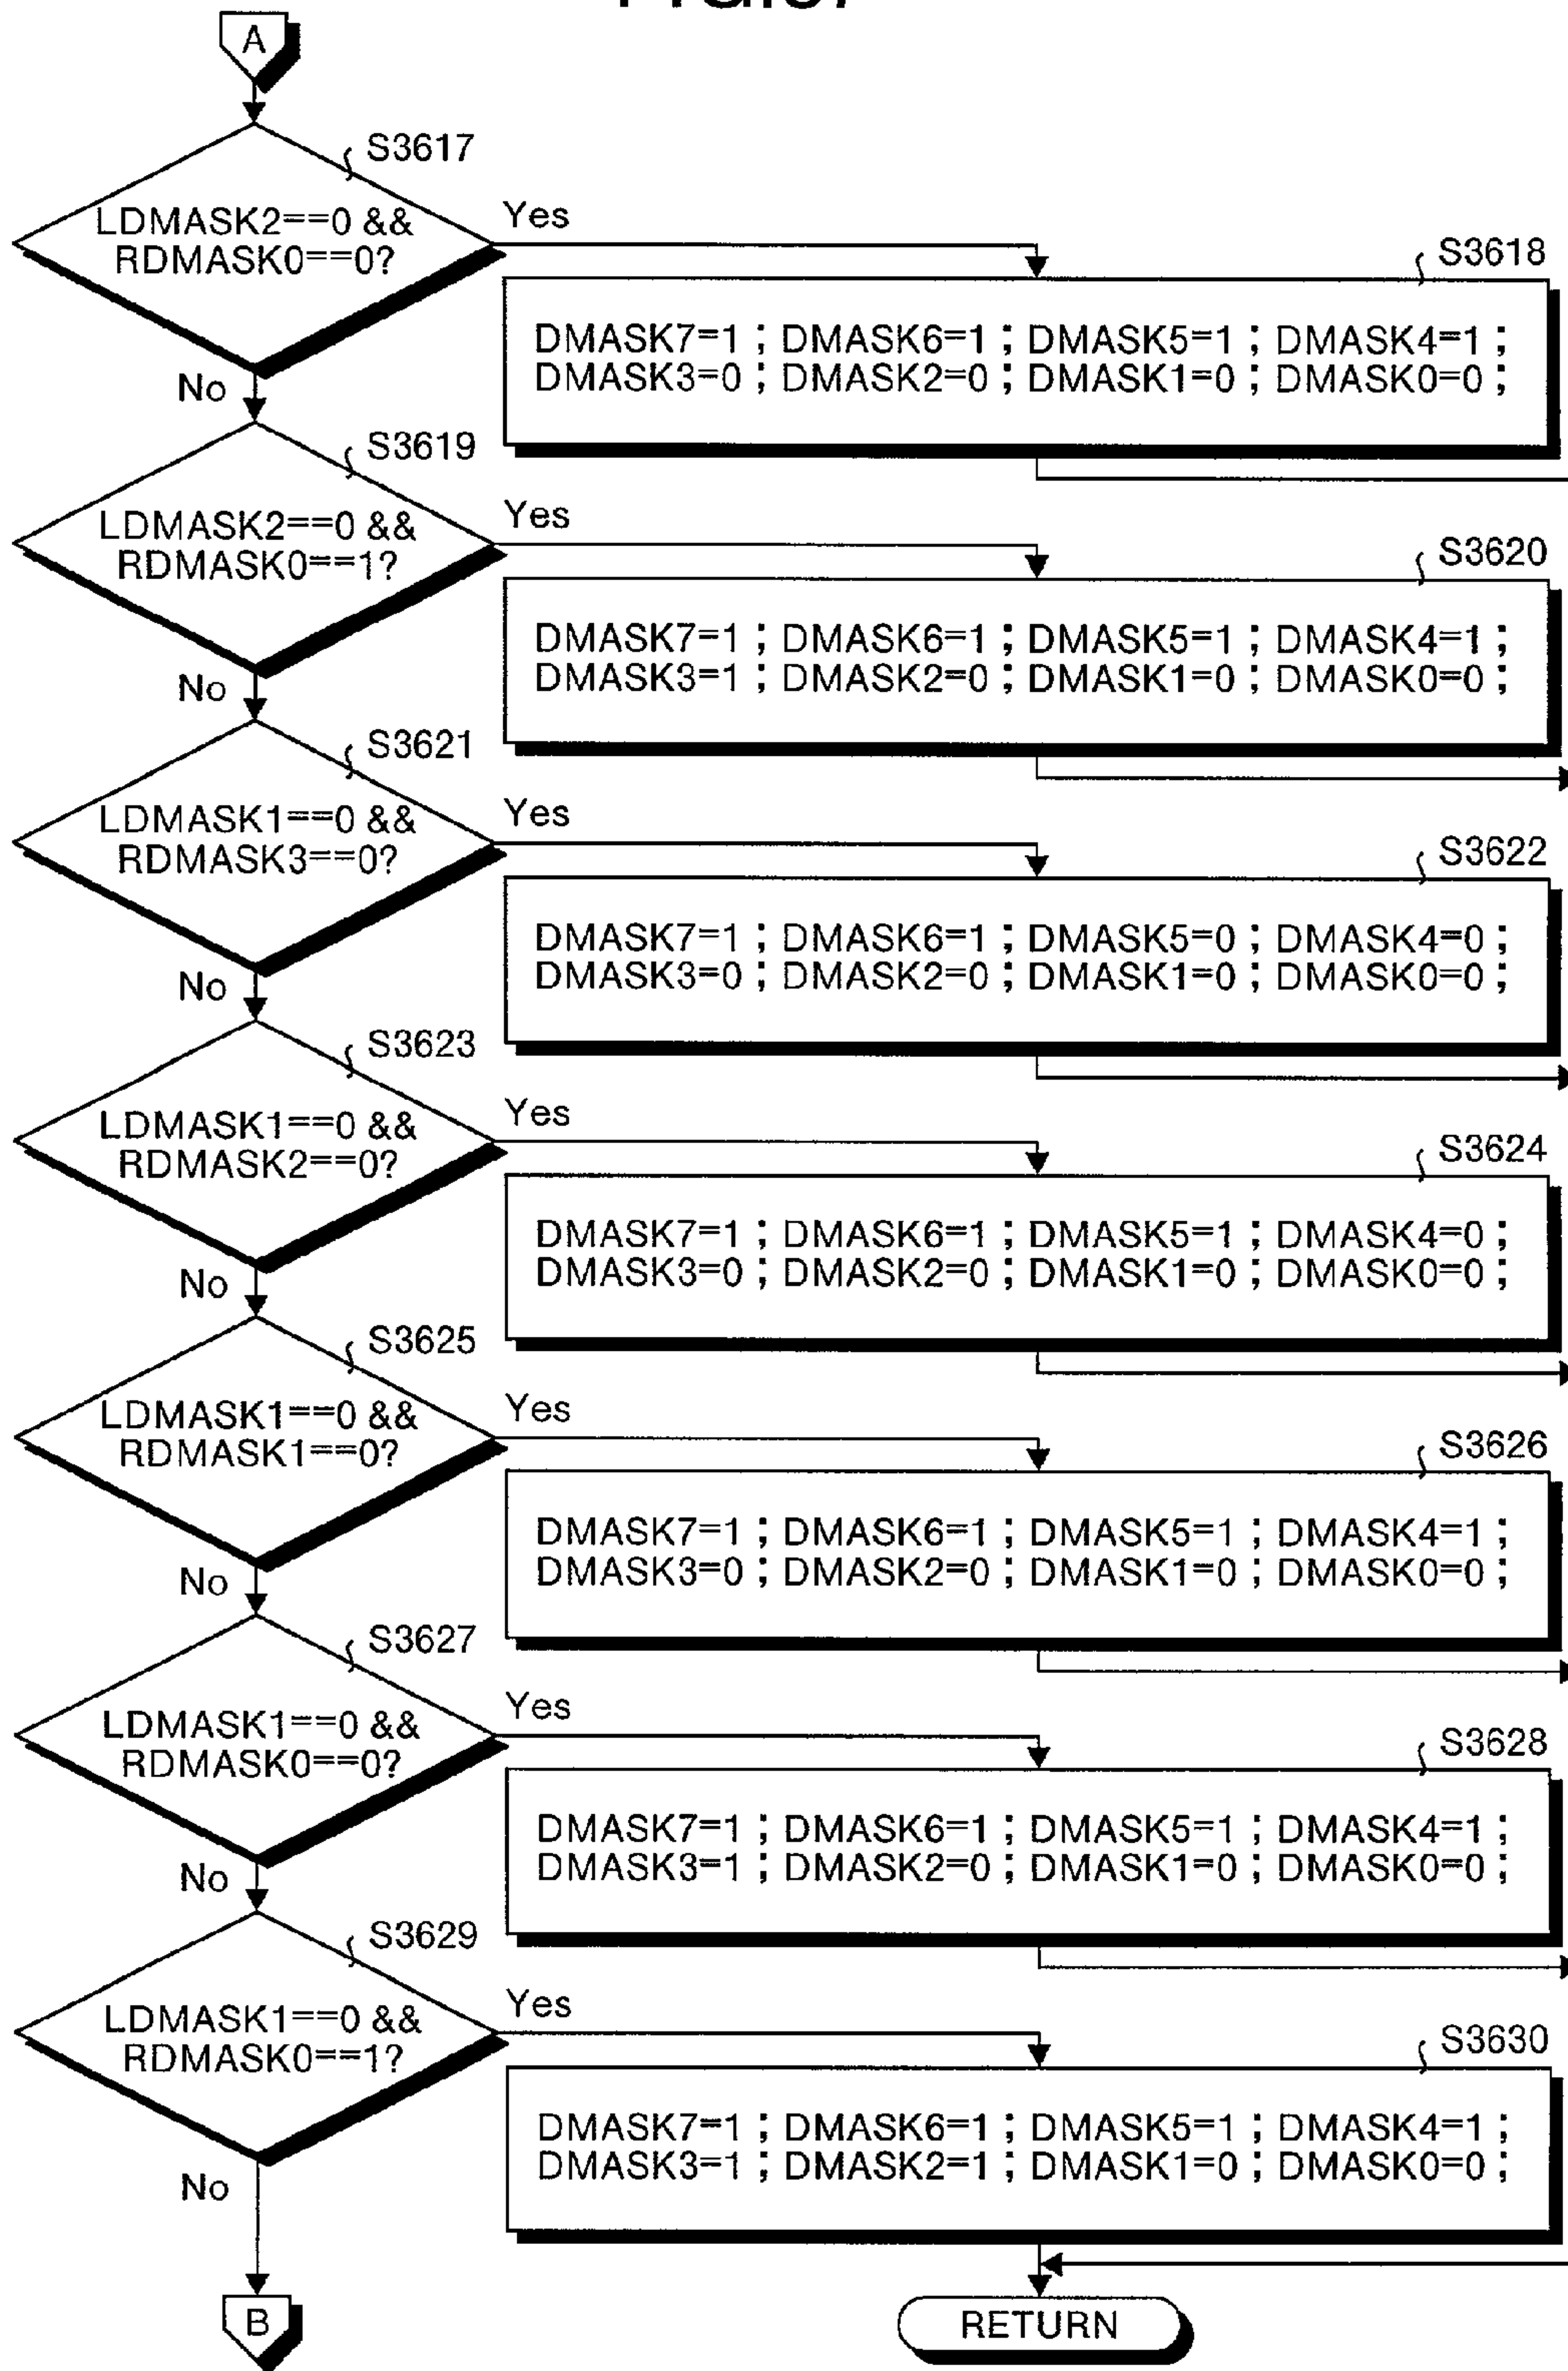 A
S3617
LDMASK2==0 &&
RDMASK0==0?
Yes
No
S3618
DMASK7=1 ; DMASK6=1 ; DMASK5=1 ; DMASK4=1 ;
DMASK3=0 ; DMASK2=0 ; DMASK1=0 ; DMASK0=0 ;
S3619
LDMASK2==0 &&
RDMASK0==1?
Yes
No
S3620
DMASK7=1 ; DMASK6=1 ; DMASK5=1 ; DMASK4=1 ;
DMASK3=1 ; DMASK2=0 ; DMASK1=0 ; DMASK0=0 ;
S3621
LDMASK1==0 &&
RDMASK3==0?
Yes
No
S3622
DMASK7=1 ; DMASK6=1 ; DMASK5=0 ; DMASK4=0 ;
DMASK3=0 ; DMASK2=0 ; DMASK1=0 ; DMASK0=0 ;
S3623
LDMASK1==0 &&
RDMASK2==0?
Yes
No
S3624
DMASK7=1 ; DMASK6=1 ; DMASK5=1 ; DMASK4=0 ;
DMASK3=0 ; DMASK2=0 ; DMASK1=0 ; DMASK0=0 ;
S3625
LDMASK1==0 &&
RDMASK1==0?
Yes
No
S3626
DMASK7=1 ; DMASK6=1 ; DMASK5=1 ; DMASK4=1 ;
DMASK3=0 ; DMASK2=0 ; DMASK1=0 ; DMASK0=0 ;
S3627
LDMASK1==0 &&
RDMASK0==0?
Yes
No
S3628
DMASK7=1 ; DMASK6=1 ; DMASK5=1 ; DMASK4=1 ;
DMASK3=1 ; DMASK2=0 ; DMASK1=0 ; DMASK0=0 ;
S3629
LDMASK1==0 &&
RDMASK0==1?
Yes
No
S3630
DMASK7=1 ; DMASK6=1 ; DMASK5=1 ; DMASK4=1 ;
DMASK3=1 ; DMASK2=1 ; DMASK1=0 ; DMASK0=0 ;
B
RETURN